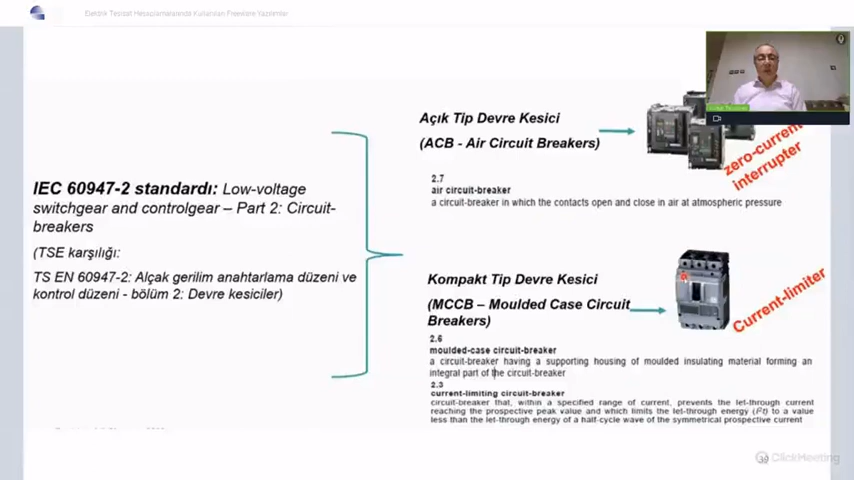 Elektrik Tesisat Hesaplamalarında Kullanılan Freeware Yazılımlar
Açık Tip Devre Kesici
(ACB - Air Circuit Breakers)
zero-current
interrupter
2.7
air circuit-breaker
a circuit-breaker in which the contacts open and close in air at atmospheric pressure
IEC 60947-2 standardı: Low-voltage
switchgear and controlgear – Part 2: Circuit-
breakers
(TSE karşılığı:
TS EN 60947-2: Alçak gerilim anahtarlama düzeni ve
kontrol düzeni - bölüm 2: Devre kesiciler)
Kompakt Tip Devre Kesici
(MCCB – Moulded Case Circuit
Breakers)
Current-limiter
2.6
moulded-case circuit-breaker
a circuit-breaker having a supporting housing of moulded insulating material forming an
integral part of the circuit-breaker
2.3
current-limiting circuit-breaker
circuit-breaker that, within a specified range of current, prevents the let-through current
reaching the prospective peak value and which limits the let-through energy (I²t) to a value
less than the let-through energy of a half-cycle wave of the symmetrical prospective current
ClickMeeting